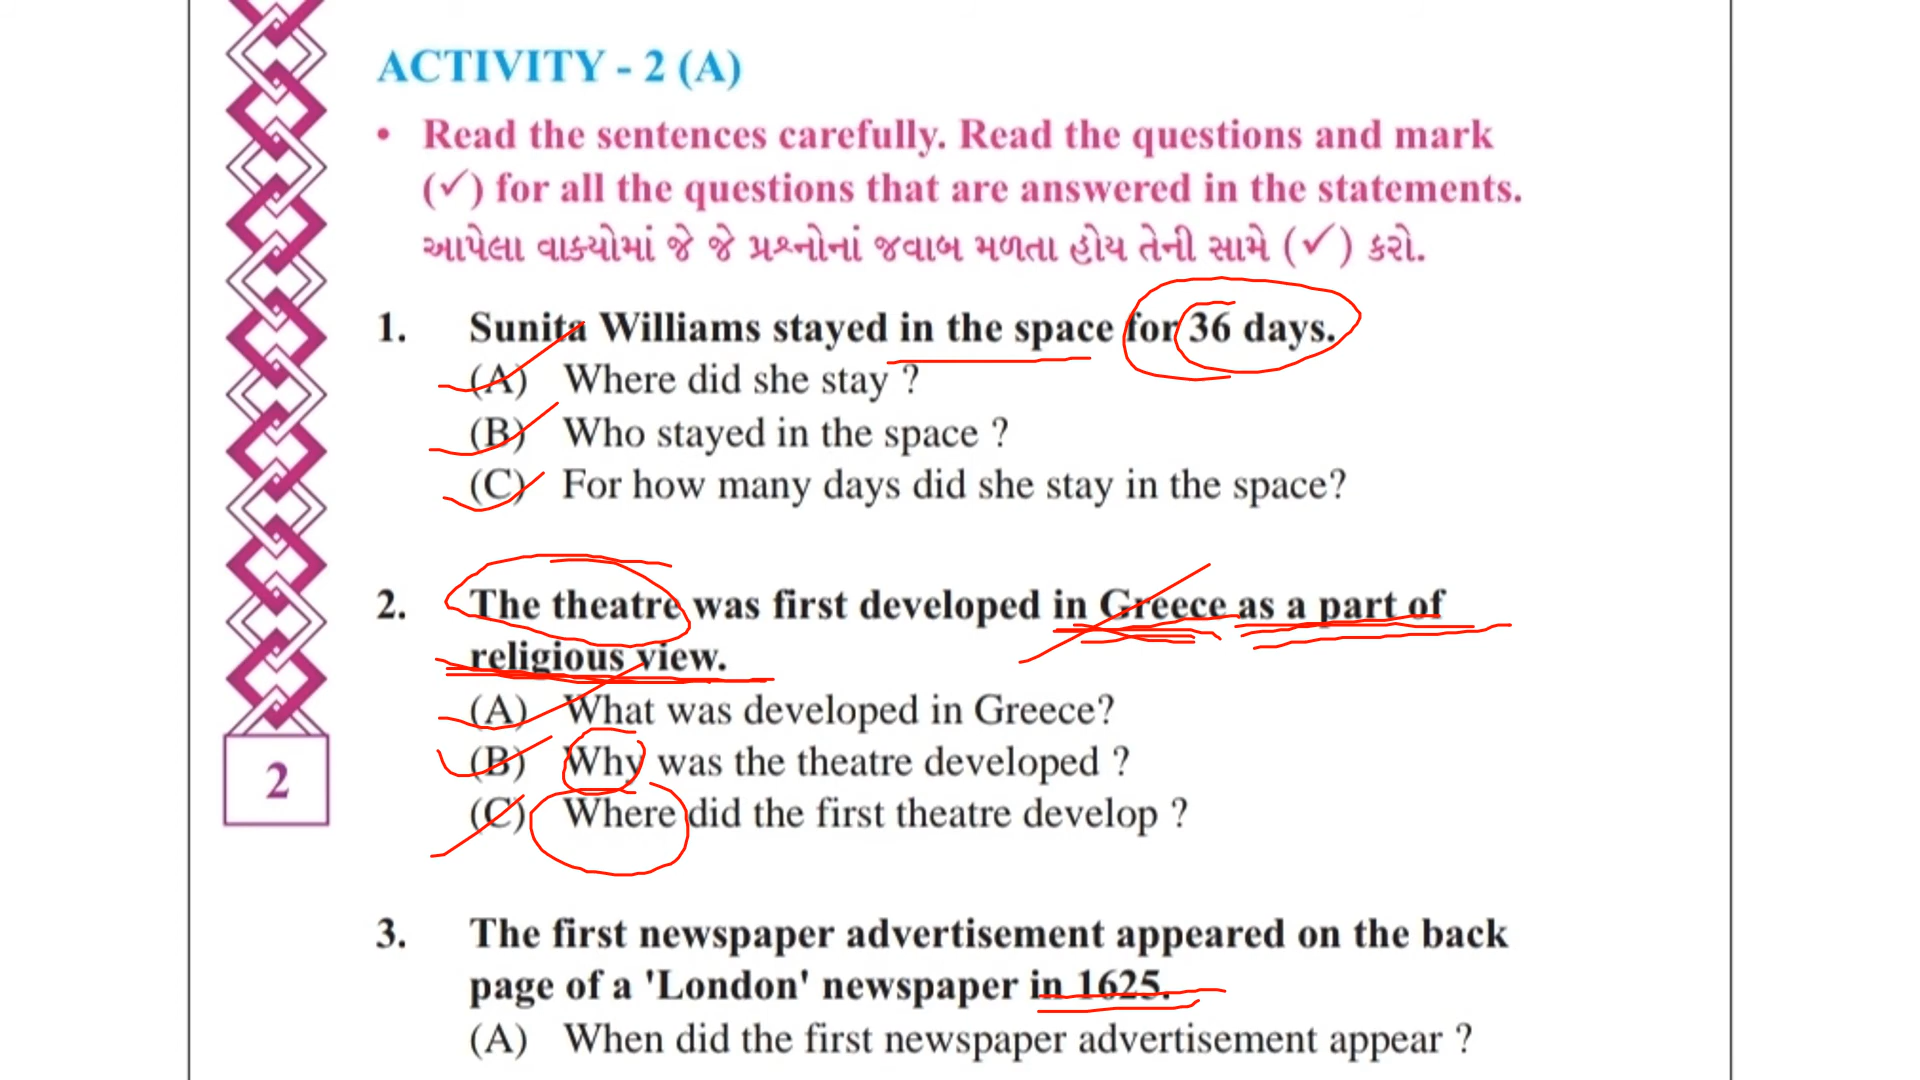 ACTIVITY - 2 (A)
• Read the sentences carefully. Read the questions and mark
(✓) for all the questions that are answered in the statements.
આપેલા વાક્યોમાં જે જે પ્રશ્નોનાં જવાબ મળતા હોય તેની સામે (✓) કરો.
1. Sunita Williams stayed in the space for 36 days.
(A) Where did she stay ?
(B) Who stayed in the space ?
(C) For how many days did she stay in the space?
2. The theatre was first developed in Greece as a part of
religious view.
(A) What was developed in Greece?
(B) Why was the theatre developed ?
(C) Where did the first theatre develop ?
2
3. The first newspaper advertisement appeared on the back
page of a 'London' newspaper in 1625.
(A) When did the first newspaper advertisement appear ?